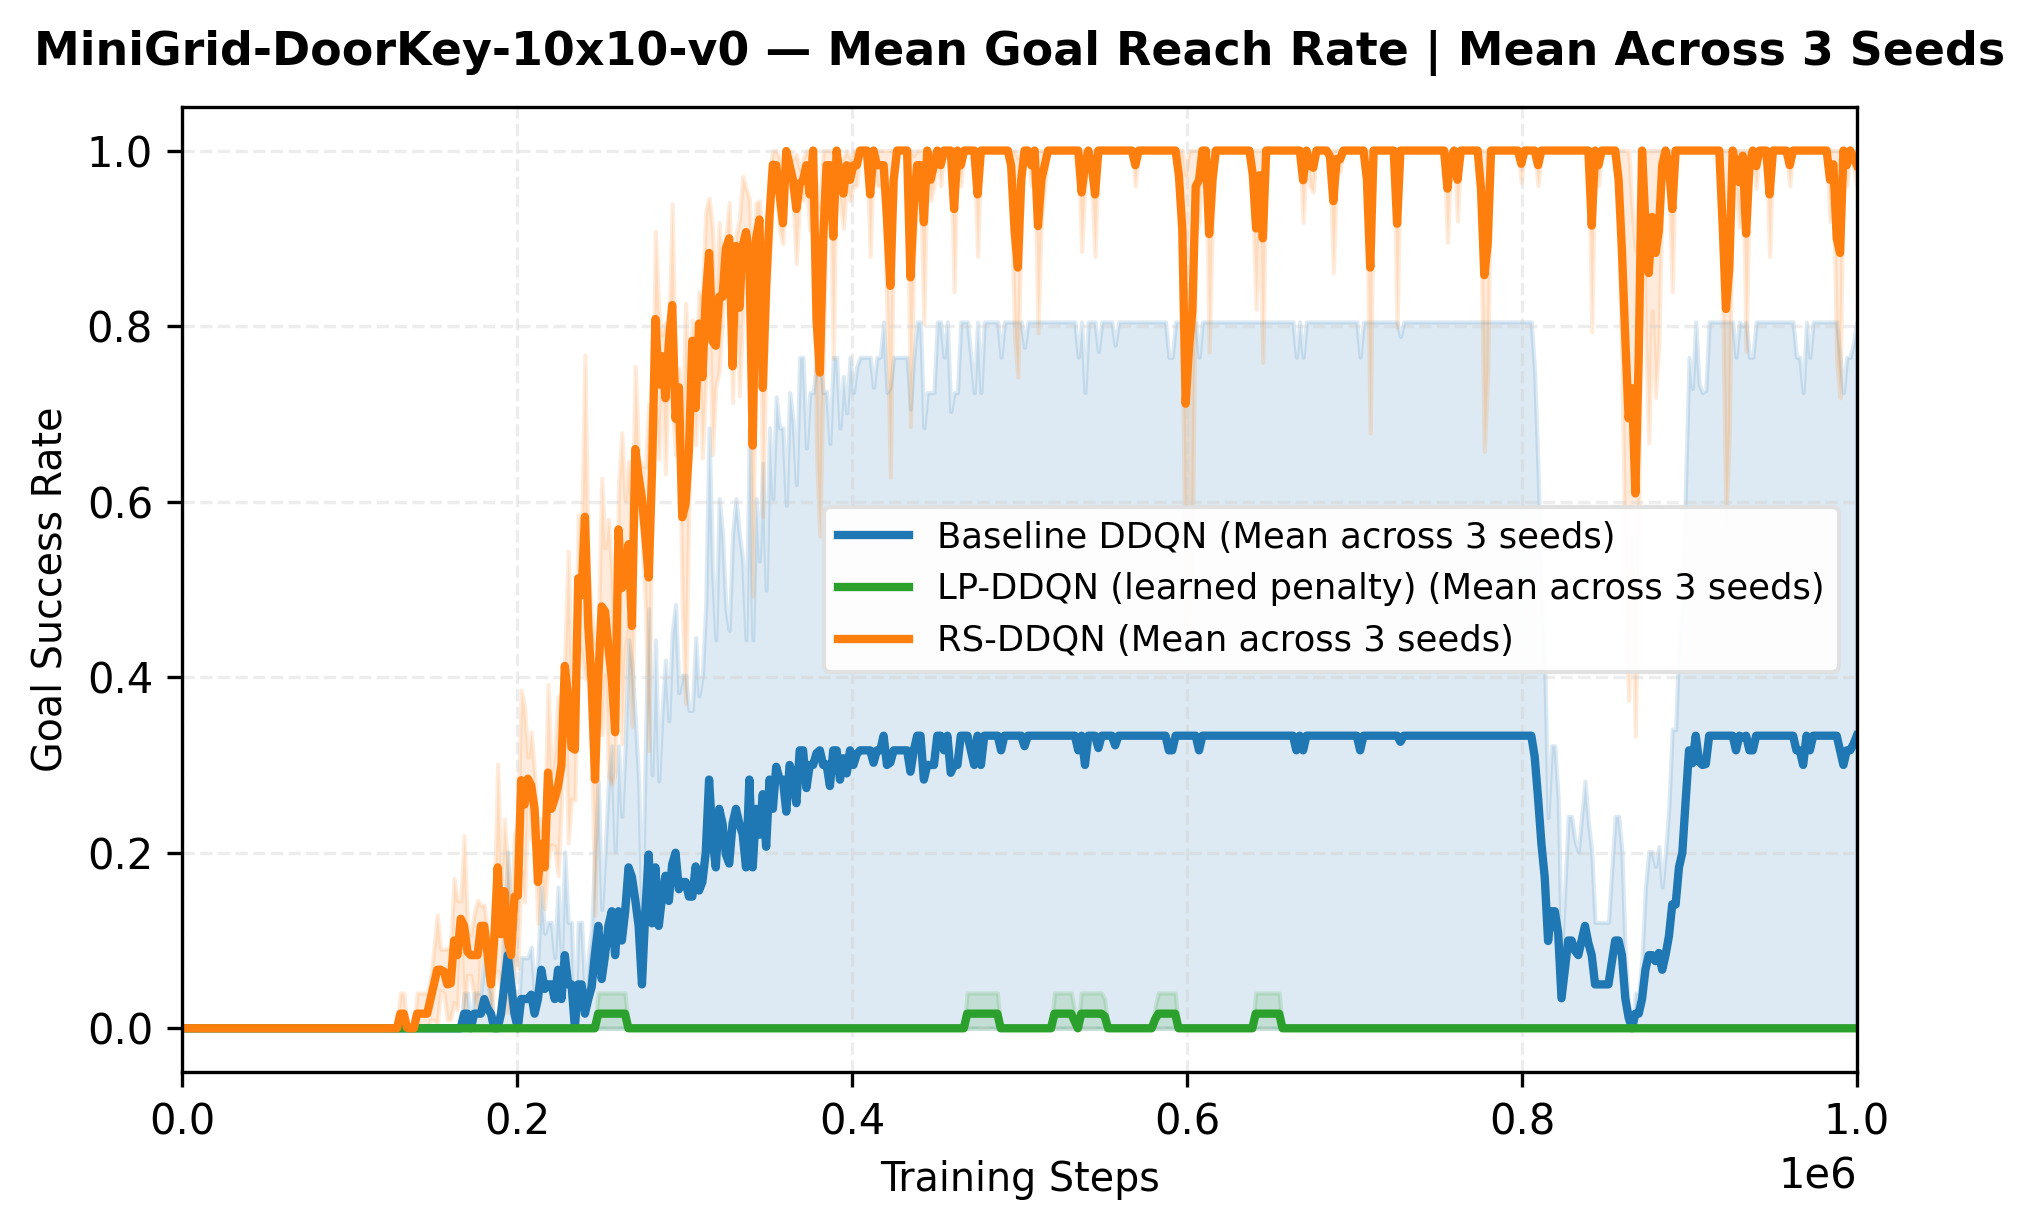 MiniGrid-DoorKey-10x10-v0 — Mean Goal Reach Rate | Mean Across 3 Seeds
Goal Success Rate
1.0
0.8
0.6
0.4
0.2
0.0
Baseline DDQN (Mean across 3 seeds)
LP-DDQN (learned penalty) (Mean across 3 seeds)
RS-DDQN (Mean across 3 seeds)
0.0
0.2
0.4
0.6
0.8
1.0
1e6
Training Steps